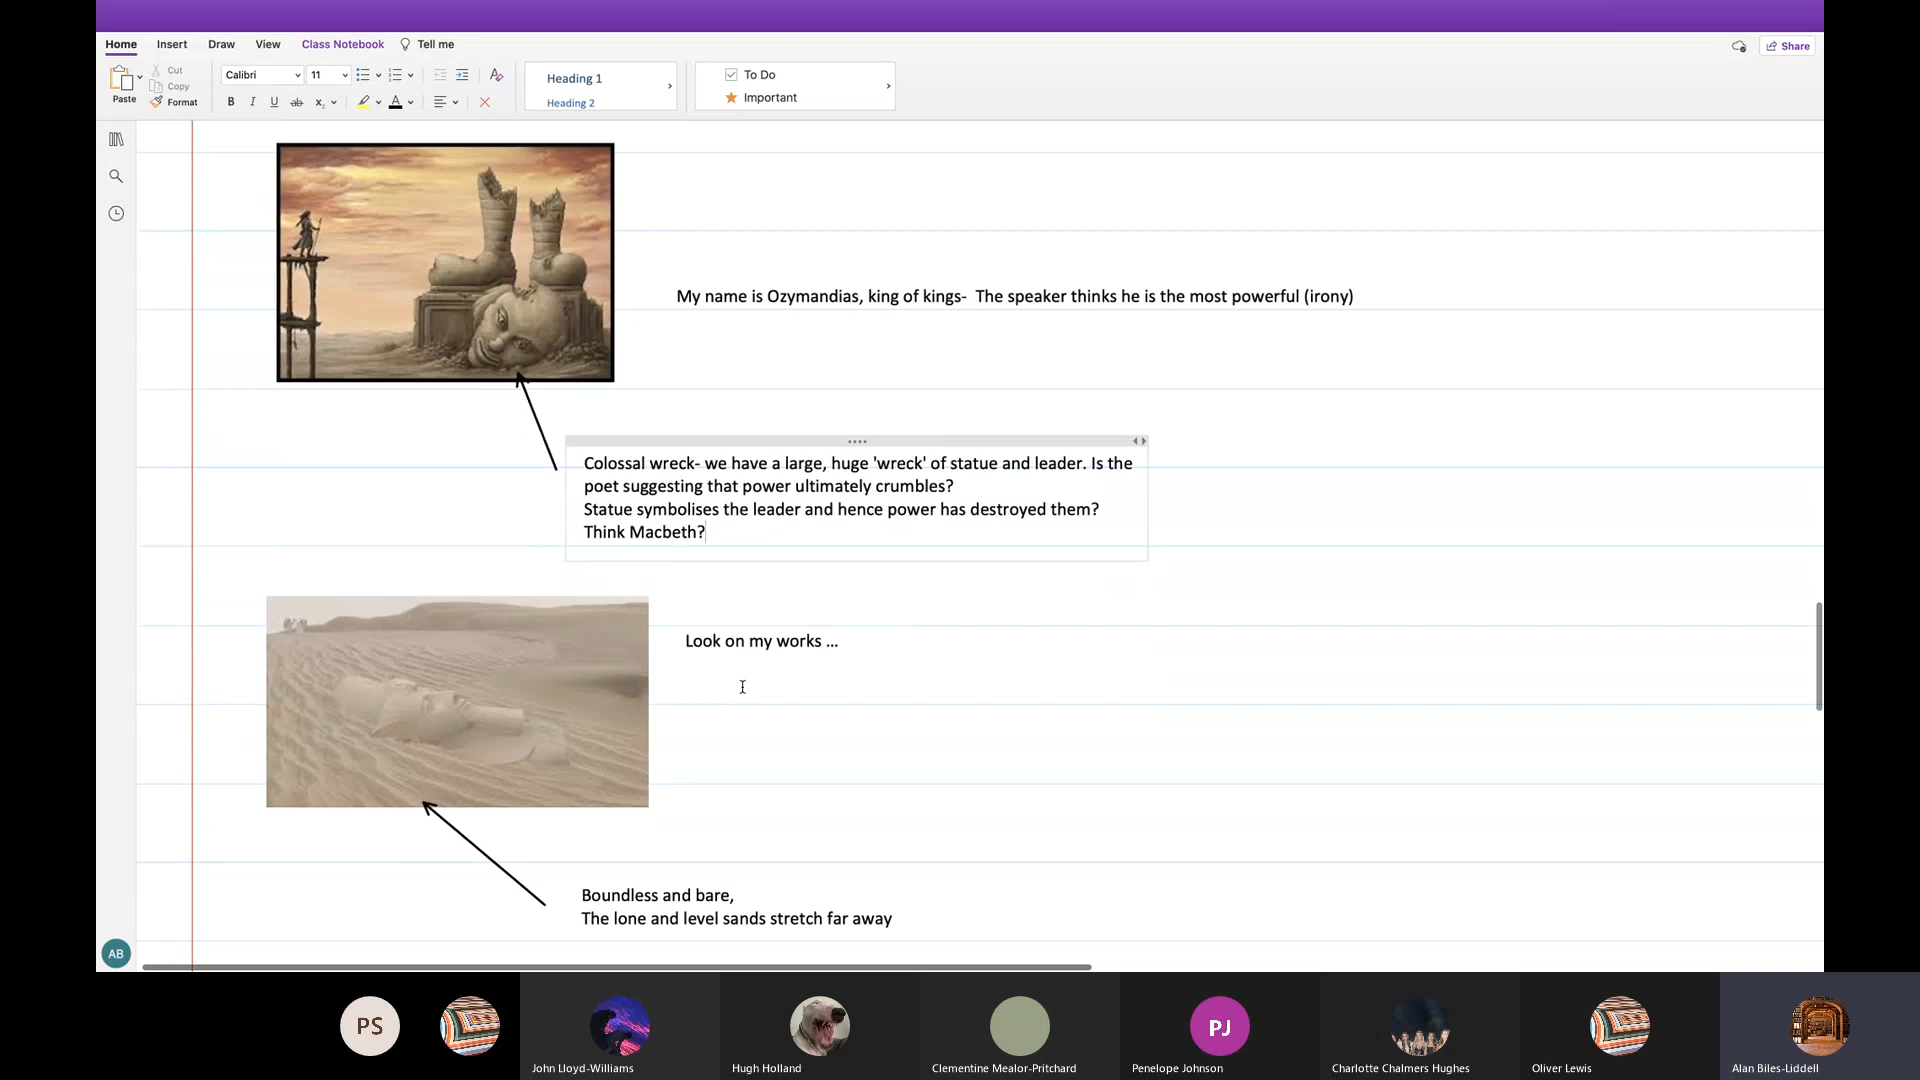 Home Insert Draw View Class Notebook Tell me Share
Paste Cut Copy Format
Calibri 11
B I U ab x₂ A
Heading 1
Heading 2
To Do
Important
My name is Ozymandias, king of kings-  The speaker thinks he is the most powerful (irony)
Colossal wreck- we have a large, huge 'wreck' of statue and leader. Is the
poet suggesting that power ultimately crumbles?
Statue symbolises the leader and hence power has destroyed them?
Think Macbeth?
Look on my works ...
Boundless and bare,
The lone and level sands stretch far away
AB
PS
PJ
John Lloyd-Williams Hugh Holland Clementine Mealor-Pritchard Penelope Johnson Charlotte Chalmers Hughes Oliver Lewis Alan Biles-Liddell